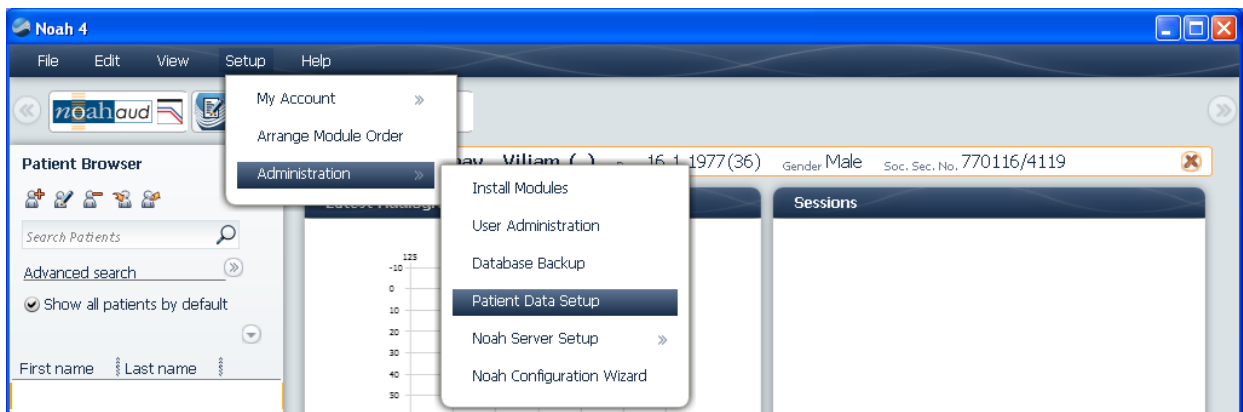 Noah 4
File Edit View Setup Help
nōahaud
My Account »
Arrange Module Order
Administration »
Install Modules
User Administration
Database Backup
Patient Data Setup
Noah Server Setup »
Noah Configuration Wizard
Viliam ( ) 16.1.1977(36) Gender Male Soc. Sec. No. 770116/4119
Patient Browser
Search Patients
Advanced search
Show all patients by default
First name Last name
Sessions
125
-10
0
10
20
30
40
50